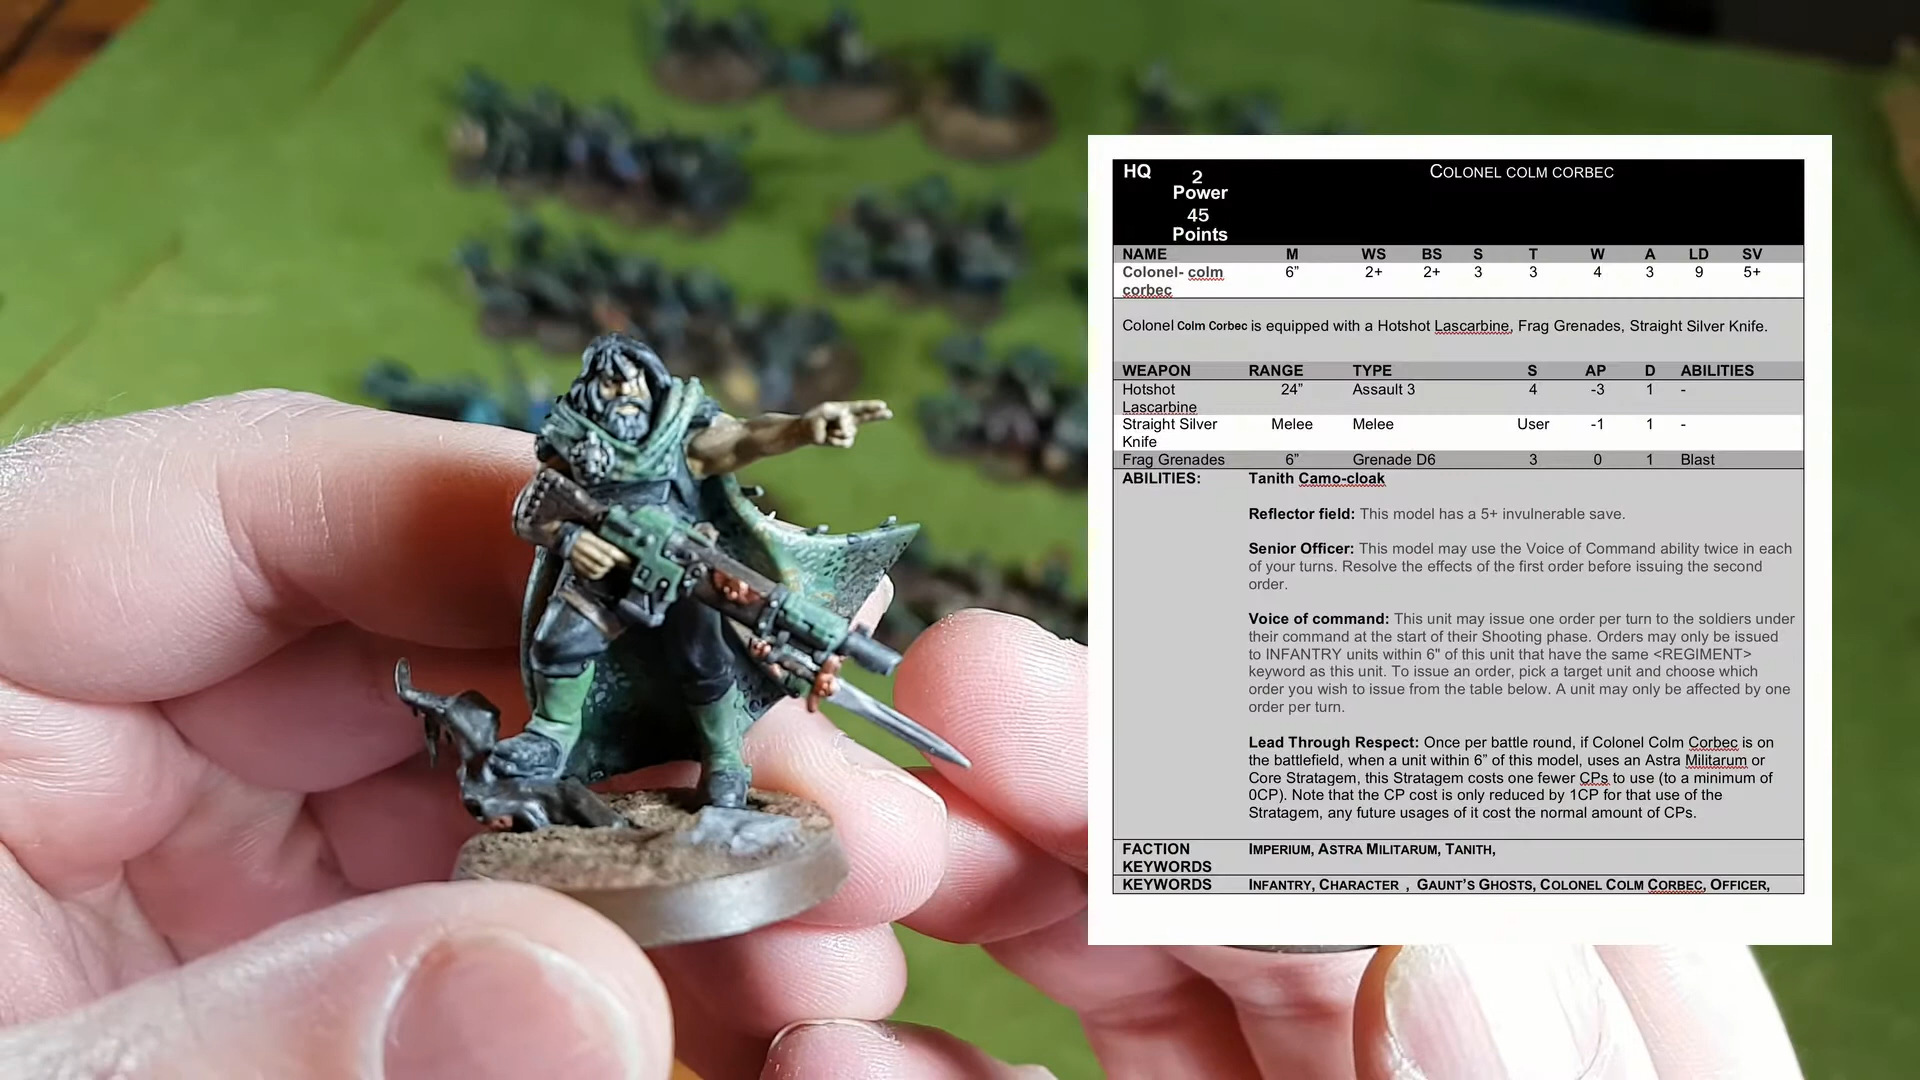 HQ 2 COLONEL COLM CORBEC
Power
45
Points
NAME M WS BS S T W A LD SV
Colonel- colm 6” 2+ 2+ 3 3 4 3 9 5+
corbec
Colonel Colm Corbec is equipped with a Hotshot Lascarbine, Frag Grenades, Straight Silver Knife.
WEAPON RANGE TYPE S AP D ABILITIES
Hotshot 24” Assault 3 4 -3 1 -
Lascarbine
Straight Silver Melee Melee User -1 1 -
Knife
Frag Grenades 6” Grenade D6 3 0 1 Blast
ABILITIES: Tanith Camo-cloak
Reflector field: This model has a 5+ invulnerable save.
Senior Officer: This model may use the Voice of Command ability twice in each
of your turns. Resolve the effects of the first order before issuing the second
order.
Voice of command: This unit may issue one order per turn to the soldiers under
their command at the start of their Shooting phase. Orders may only be issued
to INFANTRY units within 6" of this unit that have the same <REGIMENT>
keyword as this unit. To issue an order, pick a target unit and choose which
order you wish to issue from the table below. A unit may only be affected by one
order per turn.
Lead Through Respect: Once per battle round, if Colonel Colm Corbec is on
the battlefield, when a unit within 6” of this model, uses an Astra Militarum or
Core Stratagem, this Stratagem costs one fewer CPs to use (to a minimum of
0CP). Note that the CP cost is only reduced by 1CP for that use of the
Stratagem, any future usages of it cost the normal amount of CPs.
FACTION IMPERIUM, ASTRA MILITARUM, TANITH,
KEYWORDS
KEYWORDS INFANTRY, CHARACTER , GAUNT'S GHOSTS, COLONEL COLM CORBEC, OFFICER,